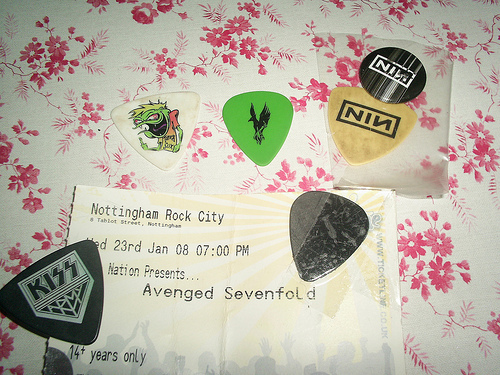 NIN
NIN
Nottingham Rock City
8 Talbot Street, Nottingham
Wed 23rd Jan 08 07:00 PM
Nation Presents...
Avenged Sevenfold
KISS
14+ years only